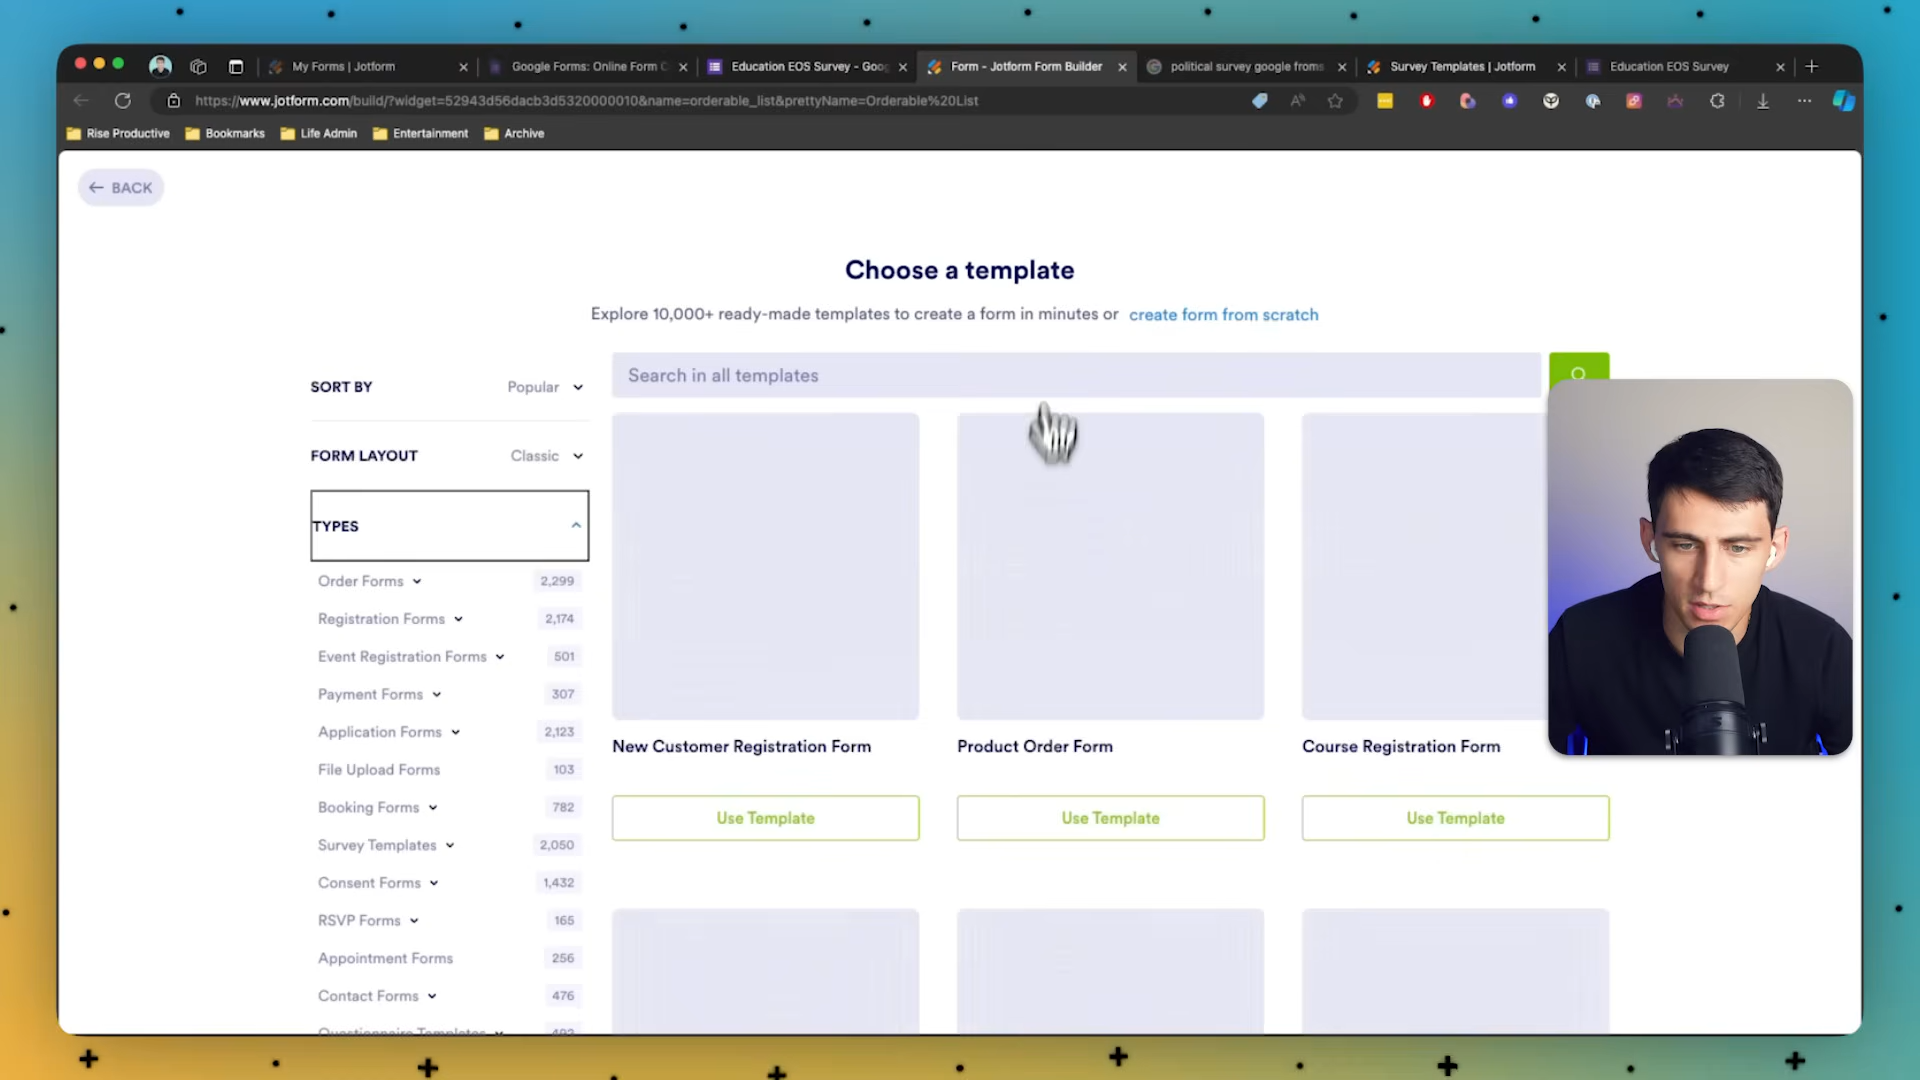 My Forms | Jotform
Google Forms: Online Form C
Education EOS Survey - Goog
Form - Jotform Form Builder
political survey google froms
Survey Templates | Jotform
Education EOS Survey
https://www.jotform.com/build/?widget=52943d56dacb3d5320000010&name=orderable_list&prettyName=Orderable%20List
Rise Productive
Bookmarks
Life Admin
Entertainment
Archive
BACK
Choose a template
Explore 10,000+ ready-made templates to create a form in minutes or create form from scratch
SORT BY Popular
Search in all templates
FORM LAYOUT Classic
TYPES
Order Forms 2,299
Registration Forms 2,174
Event Registration Forms 501
Payment Forms 307
Application Forms 2,123
File Upload Forms 103
Booking Forms 782
Survey Templates 2,050
Consent Forms 1,432
RSVP Forms 165
Appointment Forms 256
Contact Forms 476
Questionnaire Templates 492
New Customer Registration Form
Use Template
Product Order Form
Use Template
Course Registration Form
Use Template